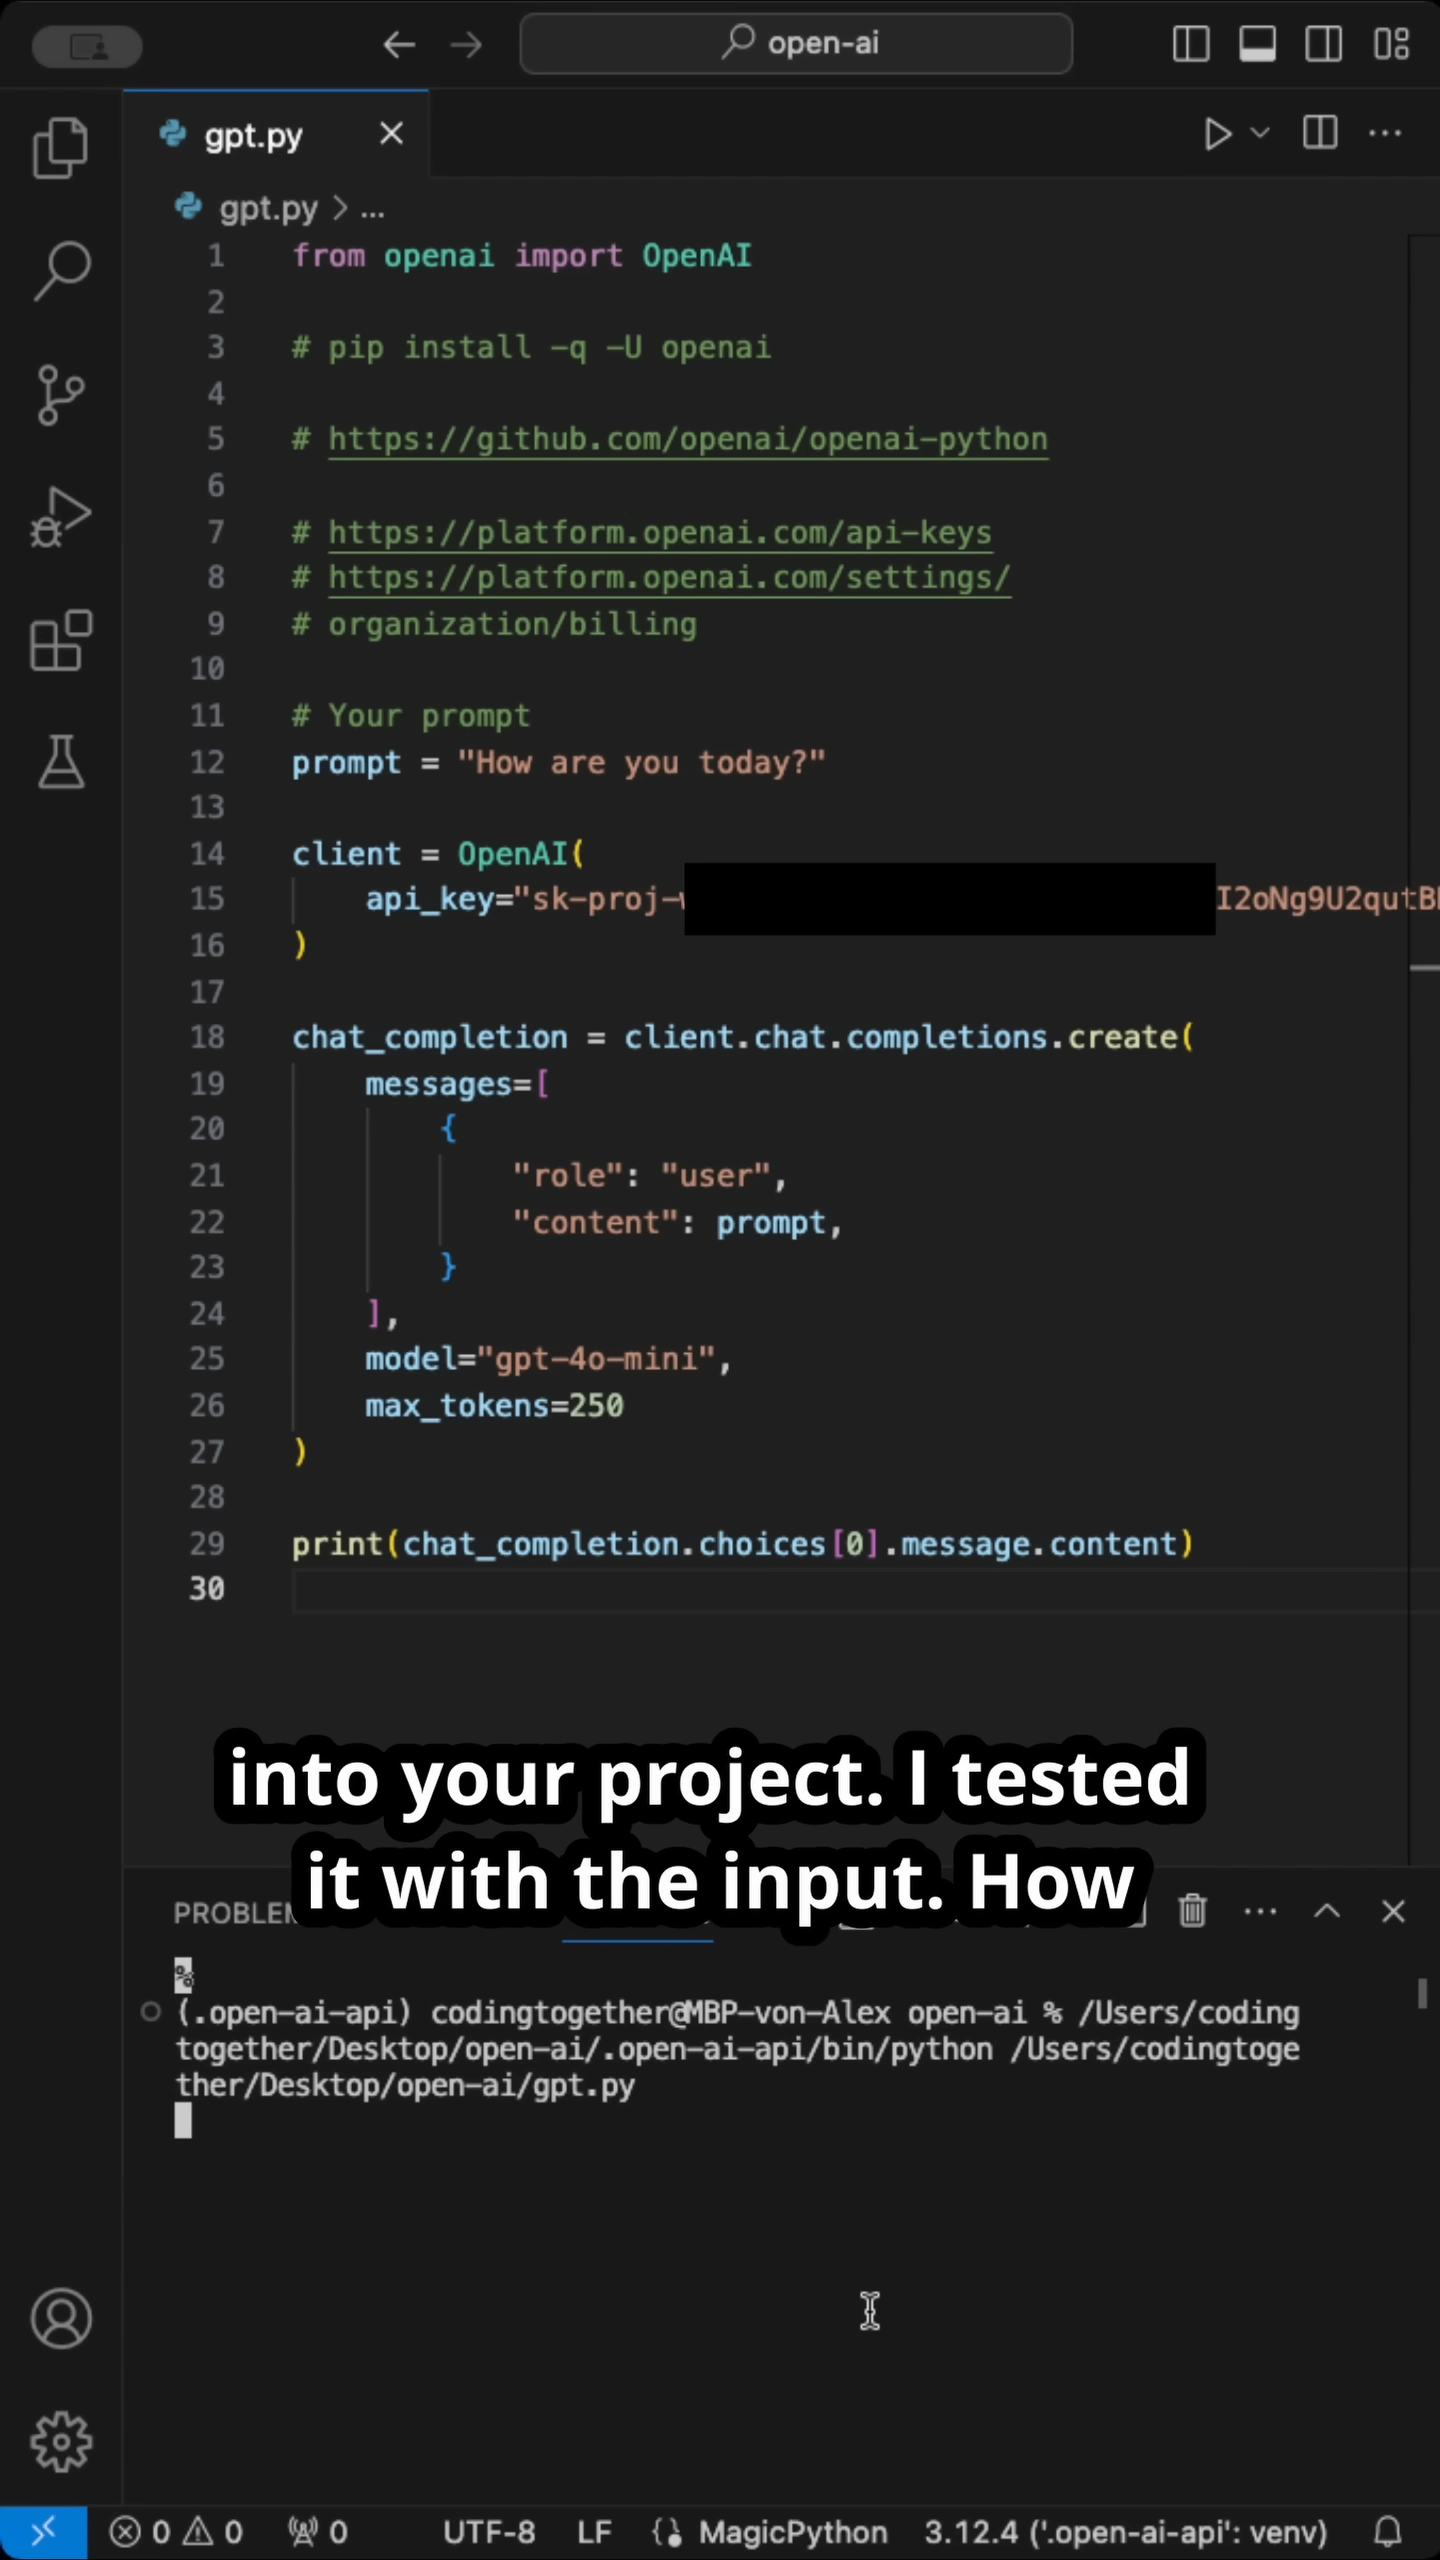 open-ai
gpt.py
gpt.py > ...
1 from openai import OpenAI
2
3 # pip install -q -U openai
4
5 # https://github.com/openai/openai-python
6
7 # https://platform.openai.com/api-keys
8 # https://platform.openai.com/settings/
9 # organization/billing
10
11 # Your prompt
12 prompt = "How are you today?"
13
14 client = OpenAI(
15 api_key="sk-proj- I2oNg9U2qutB
16 )
17
18 chat_completion = client.chat.completions.create(
19 messages=[
20 {
21 "role": "user",
22 "content": prompt,
23 }
24 ],
25 model="gpt-4o-mini",
26 max_tokens=250
27 )
28
29 print(chat_completion.choices[0].message.content)
30
into your project. I tested
it with the input. How
%
(.open-ai-api) codingtogether@MBP-von-Alex open-ai % /Users/coding
together/Desktop/open-ai/.open-ai-api/bin/python /Users/codingtoge
ther/Desktop/open-ai/gpt.py
0 0 0 UTF-8 LF MagicPython 3.12.4 ('.open-ai-api': venv)